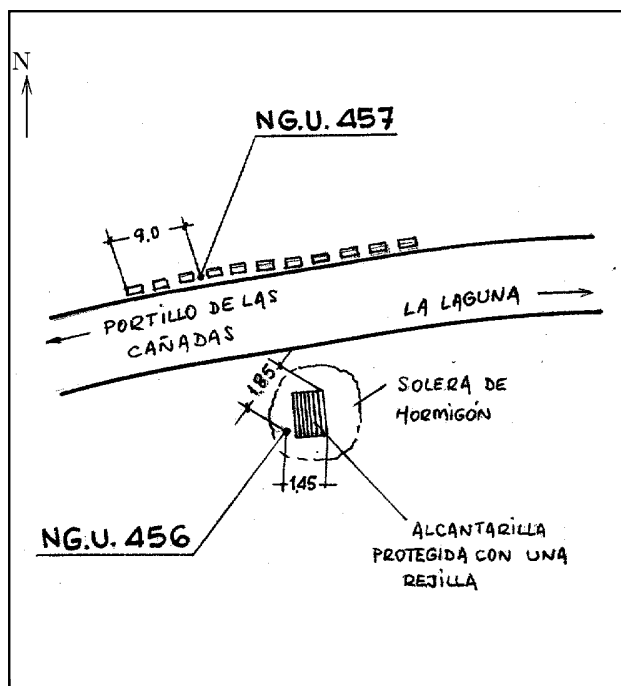 N
NG.U. 457
9.0
PORTILLO DE LAS
CAÑADAS
LA LAGUNA
1.85
SOLERA DE
HORMIGÓN
1.45
NG.U. 456
ALCANTARILLA
PROTEGIDA CON UNA
REJILLA